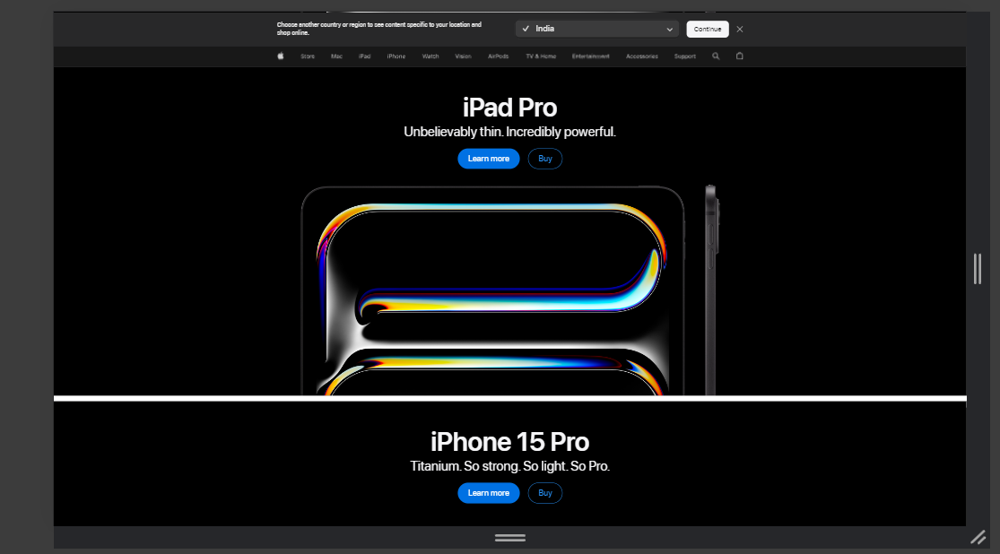 Choose another country or region to see content specific to your location and
shop online.
India
Continue
Store Mac iPad iPhone Watch Vision AirPods TV & Home Entertainment Accessories Support
iPad Pro
Unbelievably thin. Incredibly powerful.
Learn more Buy
iPhone 15 Pro
Titanium. So strong. So light. So Pro.
Learn more Buy